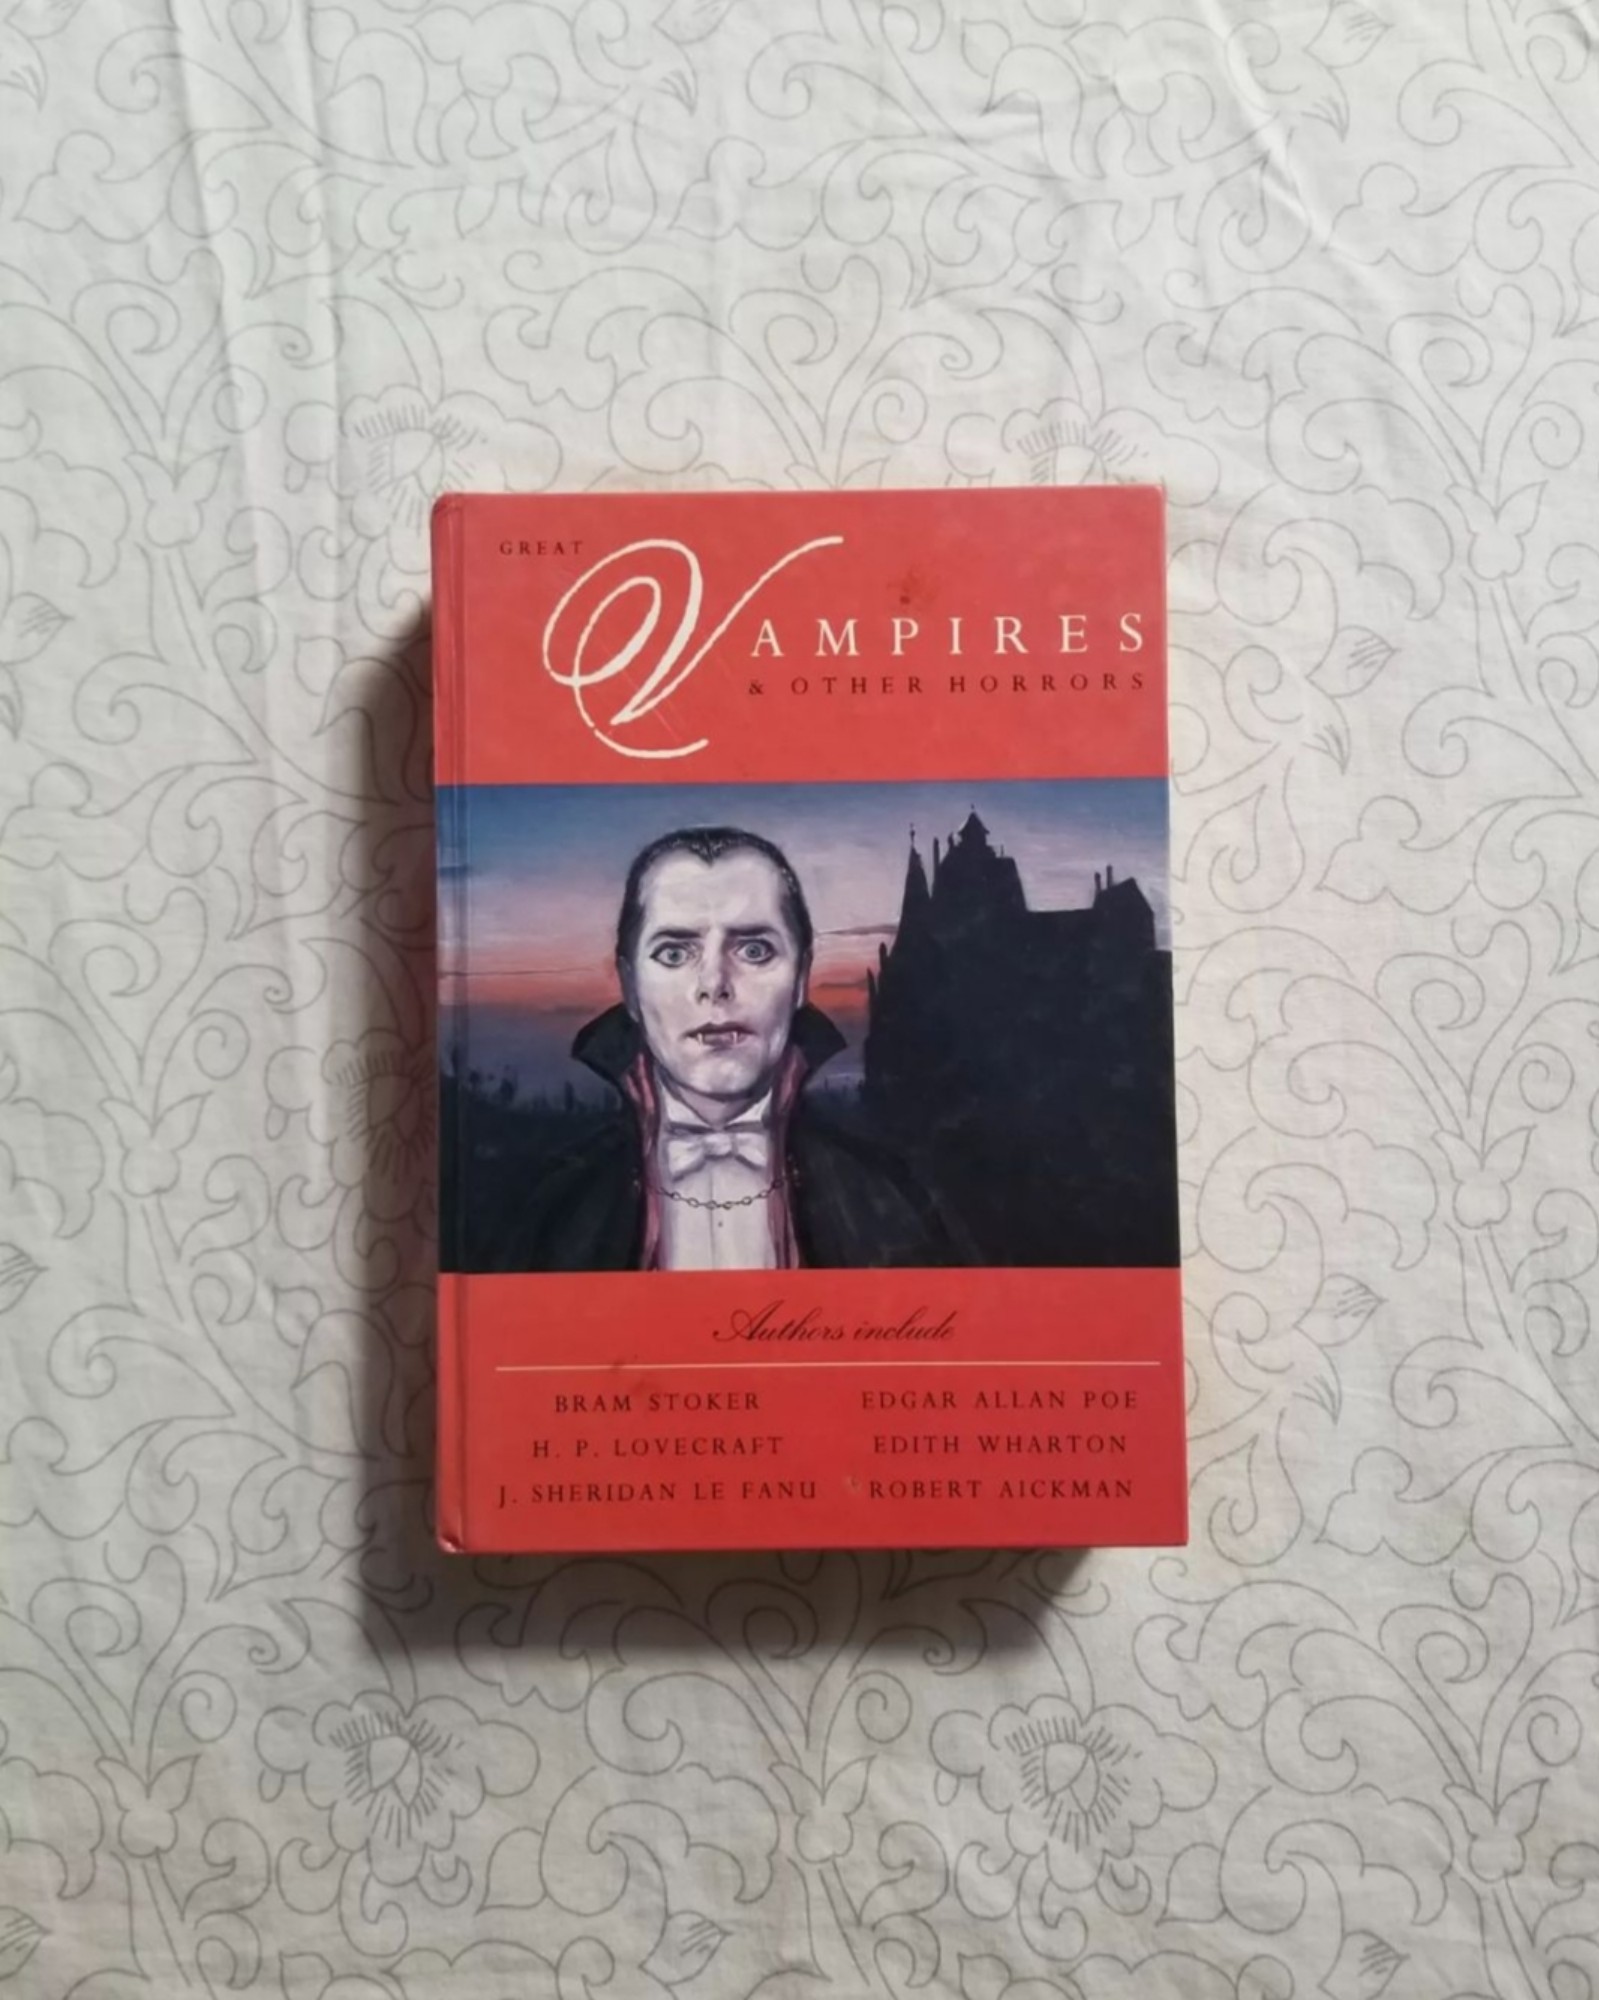 GREAT
VAMPIRES
& OTHER HORRORS
Authors include
BRAM STOKER
EDGAR ALLAN POE
H. P. LOVECRAFT
EDITH WHARTON
J. SHERIDAN LE FANU
ROBERT AICKMAN